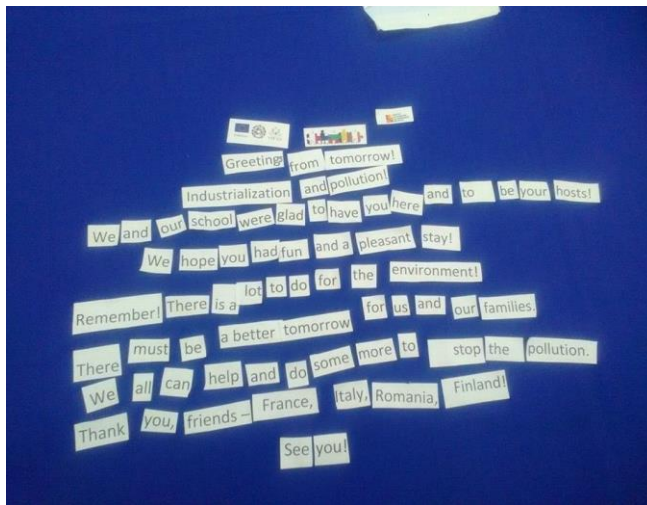 Greeting from tomorrow!
Industrialization and pollution!
We and our school were glad to have you here and to be your hosts!
We hope you had fun and a pleasant stay!
Remember! There is a lot to do for the environment!
There must be a better tomorrow for us and our families.
We all can help and do some more to stop the pollution.
Thank you, friends – France, Italy, Romania, Finland!
See you!